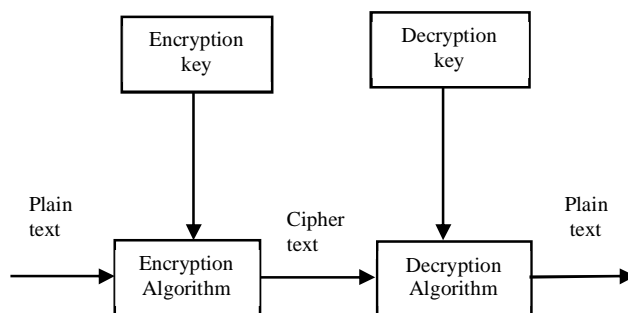 Encryption
key
Decryption
key
Plain
text
Cipher
text
Plain
text
Encryption
Algorithm
Decryption
Algorithm